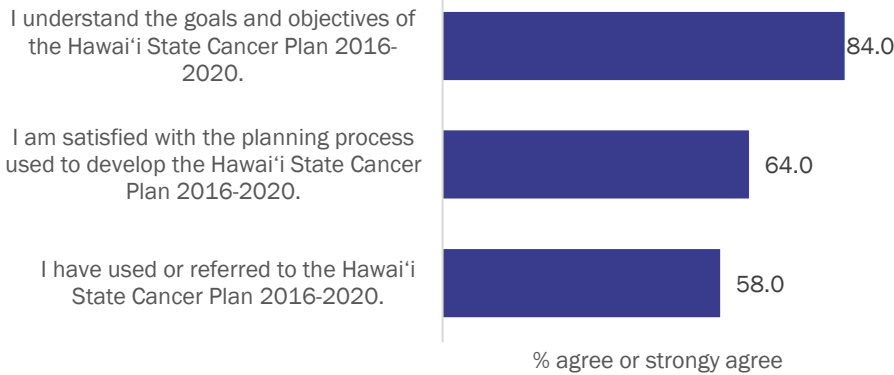 I understand the goals and objectives of
the Hawaiʻi State Cancer Plan 2016-
2020.
84.0
I am satisfied with the planning process
used to develop the Hawaiʻi State Cancer
Plan 2016-2020.
64.0
I have used or referred to the Hawaiʻi
State Cancer Plan 2016-2020.
58.0
% agree or strongy agree